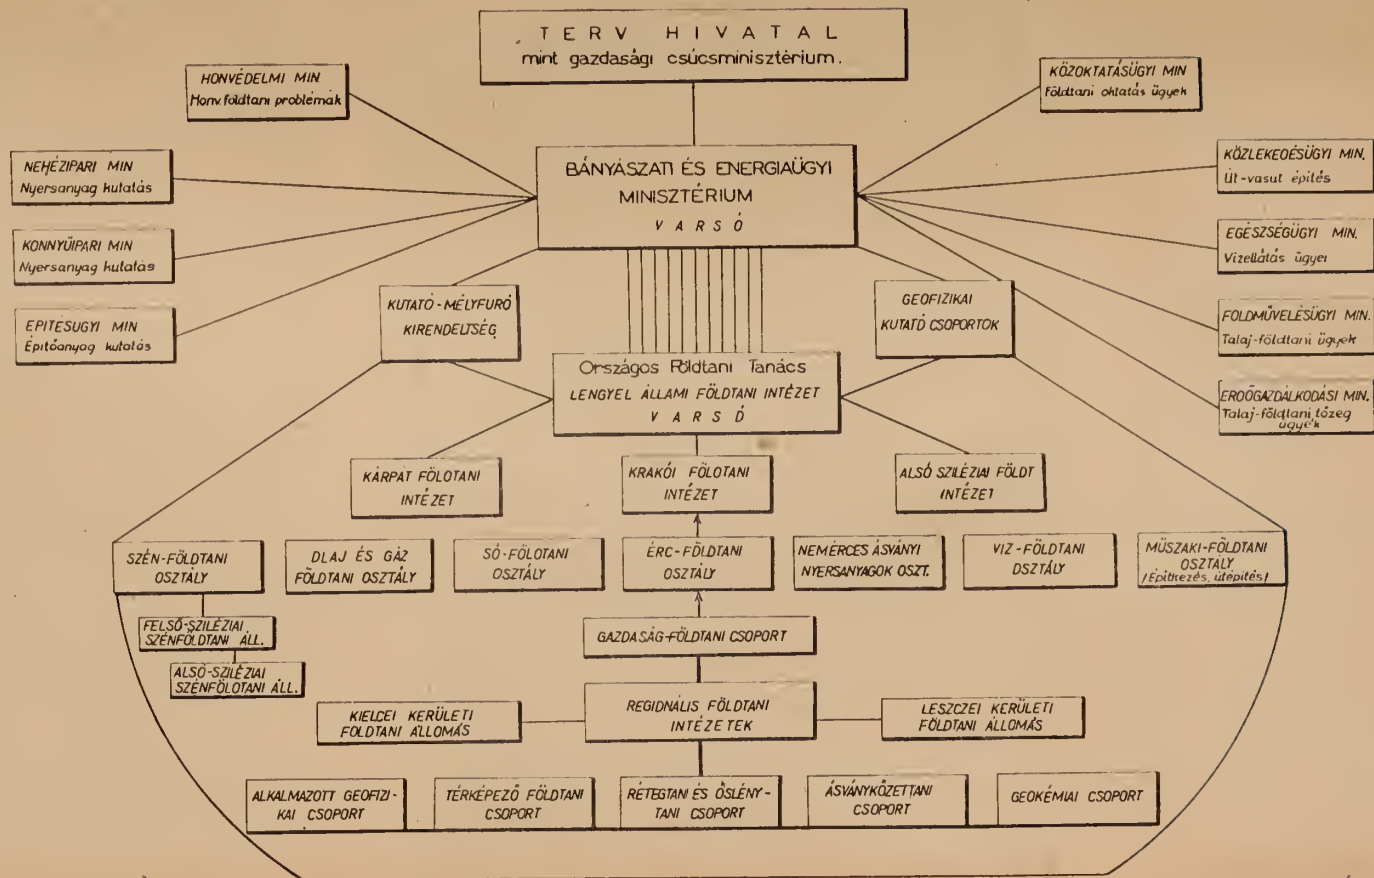 TERV HIVATAL
mint gazdasági csúcsminisztérium.
HONVÉDELMI MIN
Honv. földtani problémák
KÖZOKTATÁSÜGYI MIN
Földtani oktatás ügyek
NEHÉZIPARI MIN
Nyersanyag kutatás
BÁNYÁSZATI ÉS ENERGIAÜGYI
MINISZTÉRIUM
VARSÓ
KÖZLEKEDÉSÜGYI MIN.
Út-vasut építés
KONNYŰIPARI MIN
Nyersanyag kutatás
EGÉSZSÉGÜGYI MIN.
Vizellátás ügyei
EPITÉSUGYI MIN
Épitőanyag kutatás
KUTATÓ-MÉLYFURÓ
KIRENDELTSÉG
GEOFIZIKAI
KUTATÓ CSOPORTOK
FOLDMŰVELÉSÜGYI MIN.
Talaj-földtani ügyek
Országos Földtani Tanács
LENGYEL ÁLLAMI FÖLDTANI INTÉZET
VARSÓ
ERDŐGAZDÁLKODÁSI MIN.
Talaj-földtani, tőzeg
ügyek
KÁRPÁT FÖLDTANI
INTÉZET
KRAKÓI FÖLDTANI
INTÉZET
ALSÓ SZILÉZIAI FÖLDT
INTÉZET
SZÉN-FÖLDTANI
OSZTÁLY
OLAJ ÉS GÁZ
FÖLDTANI OSZTÁLY
SÓ-FÖLDTANI
OSZTÁLY
ÉRC-FÖLDTANI
OSZTÁLY
NEMÉRCES ÁSVÁNYI
NYERSANYAGOK OSZT.
VIZ-FÖLDTANI
OSZTÁLY
MŰSZAKI-FÖLDTANI
OSZTÁLY
/Épitkezés, útépités/
FELSŐ-SZILÉZIAI
SZÉNFÖLDTANI ÁLL.
ALSÓ-SZILÉZIAI
SZÉNFÖLDTANI ÁLL.
GAZDASÁG-FÖLDTANI CSOPORT
KIELCEI KERÜLETI
FÖLDTANI ÁLLOMÁS
REGIONÁLIS FÖLDTANI
INTÉZETEK
LESZCZEI KERÜLETI
FÖLDTANI ÁLLOMÁS
ALKALMAZOTT GEOFIZI-
KAI CSOPORT
TÉRKÉPEZŐ FÖLDTANI
CSOPORT
RÉTEGTANI ÉS ŐSLÉNY-
TANI CSOPORT
ÁSVÁNYKŐZETTANI
CSOPORT
GEOKÉMIAI CSOPORT